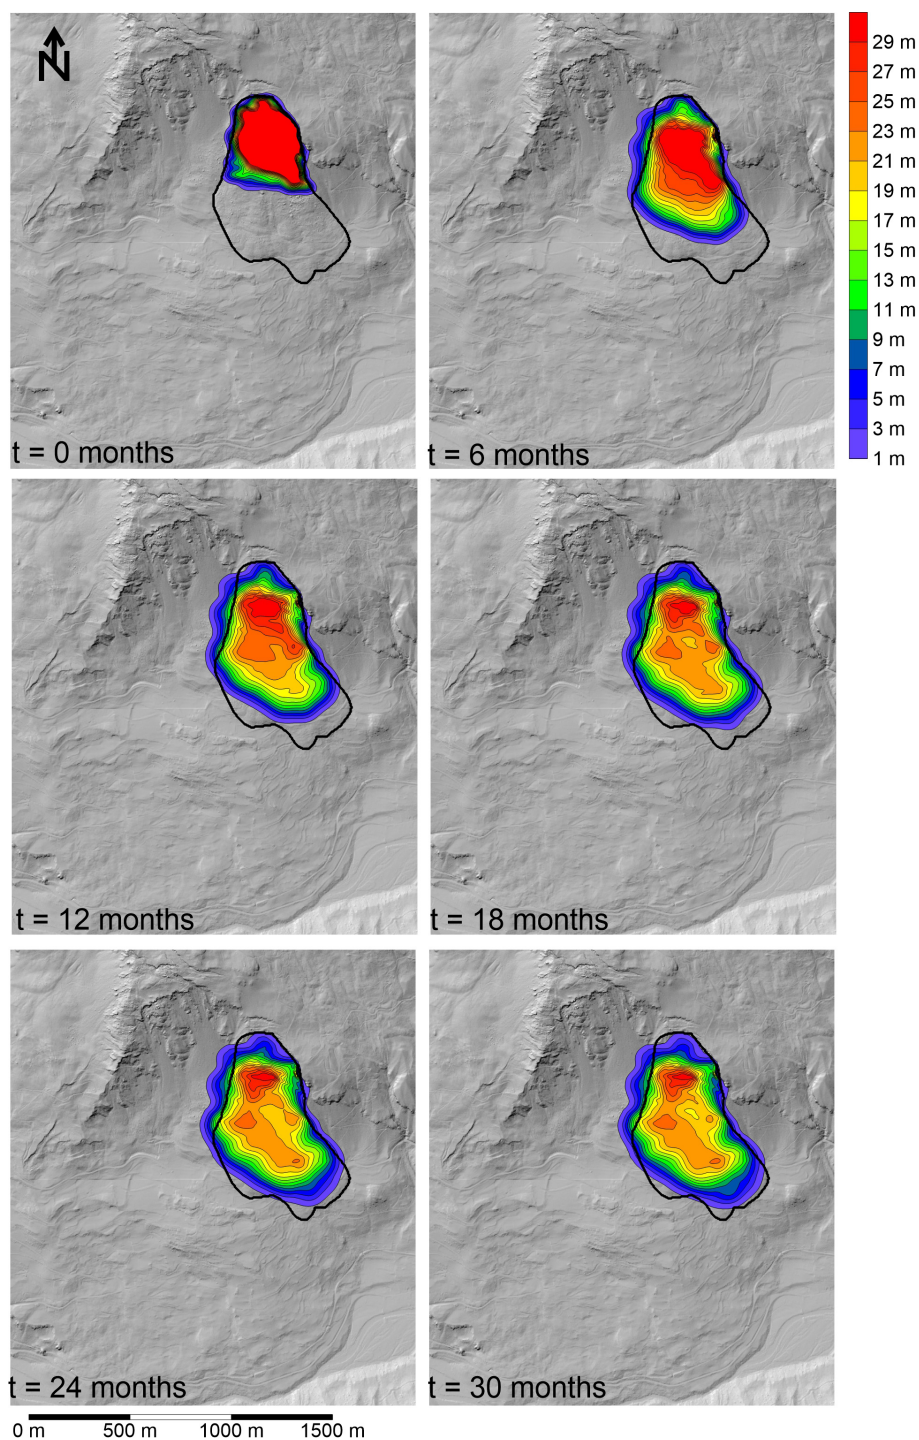 N
29 m
27 m
25 m
23 m
21 m
19 m
17 m
15 m
13 m
11 m
9 m
7 m
5 m
3 m
1 m
t = 0 months
t = 6 months
t = 12 months
t = 18 months
t = 24 months
t = 30 months
0 m 500 m 1000 m 1500 m